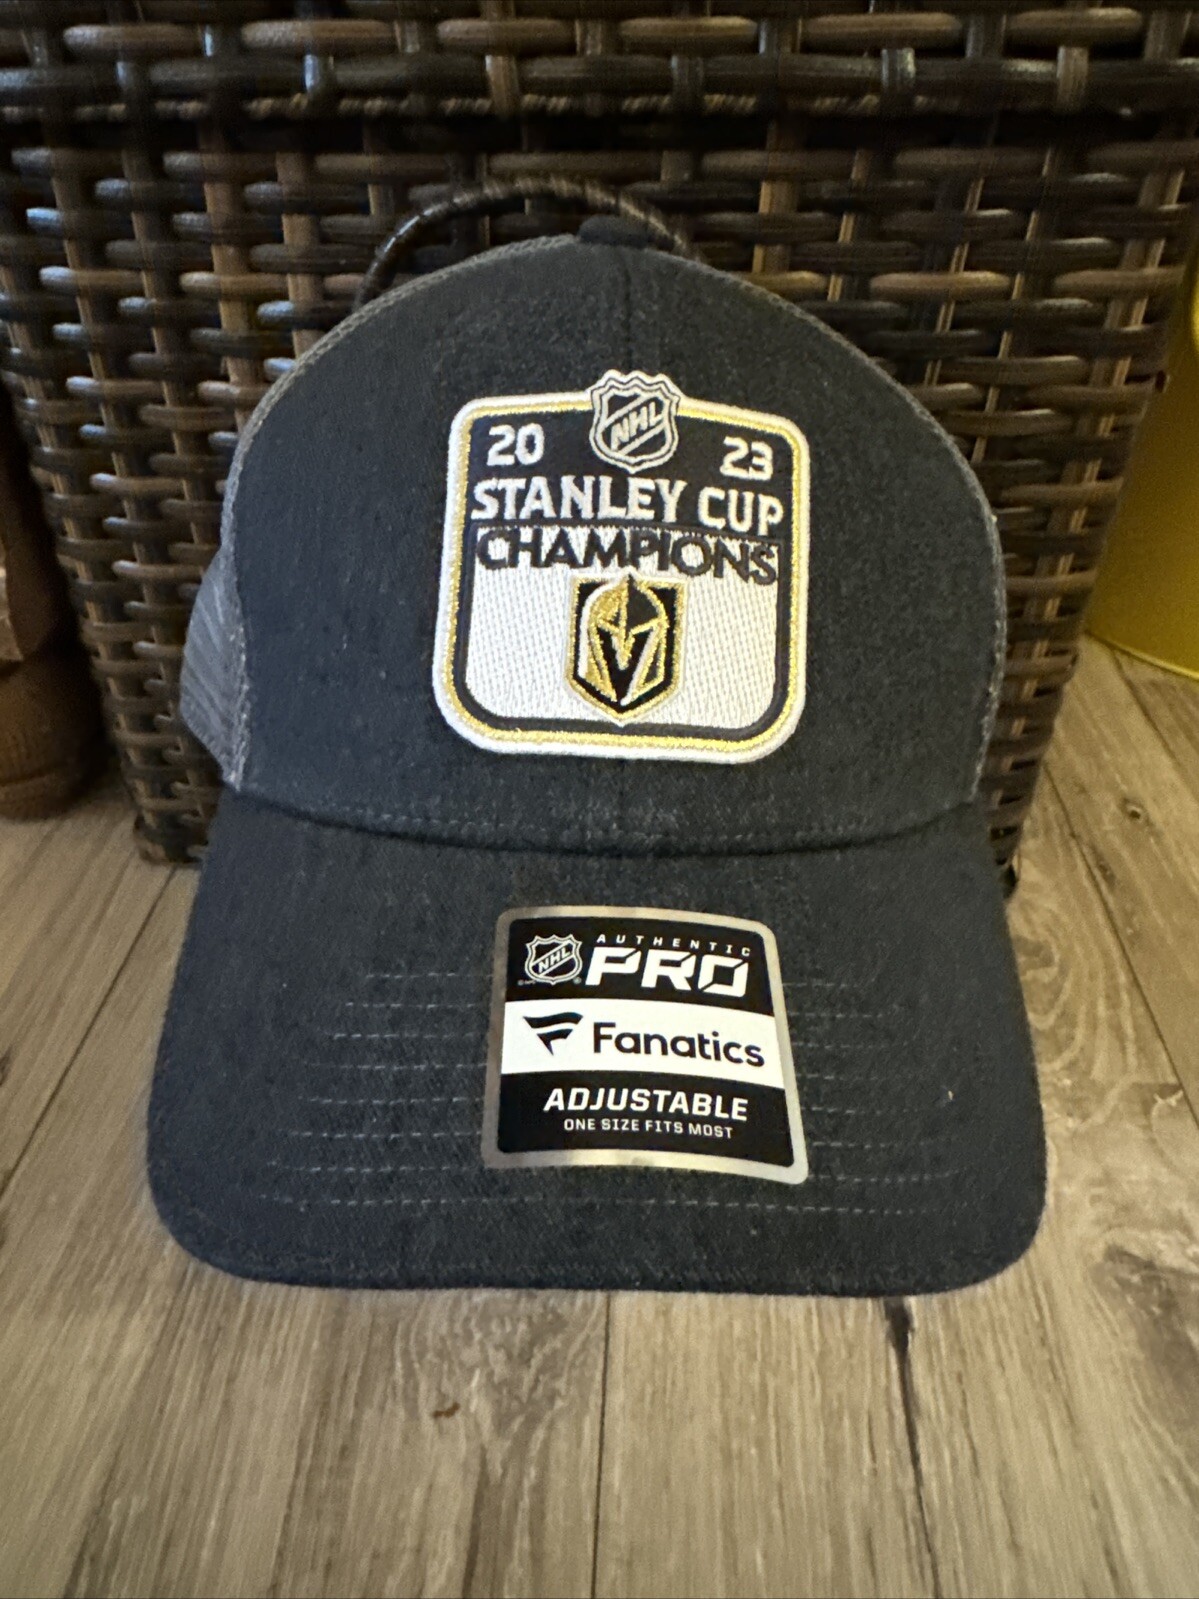 NHL
20 23
STANLEY CUP
CHAMPIONS
NHL
AUTHENTIC
PRO
Fanatics
ADJUSTABLE
ONE SIZE FITS MOST